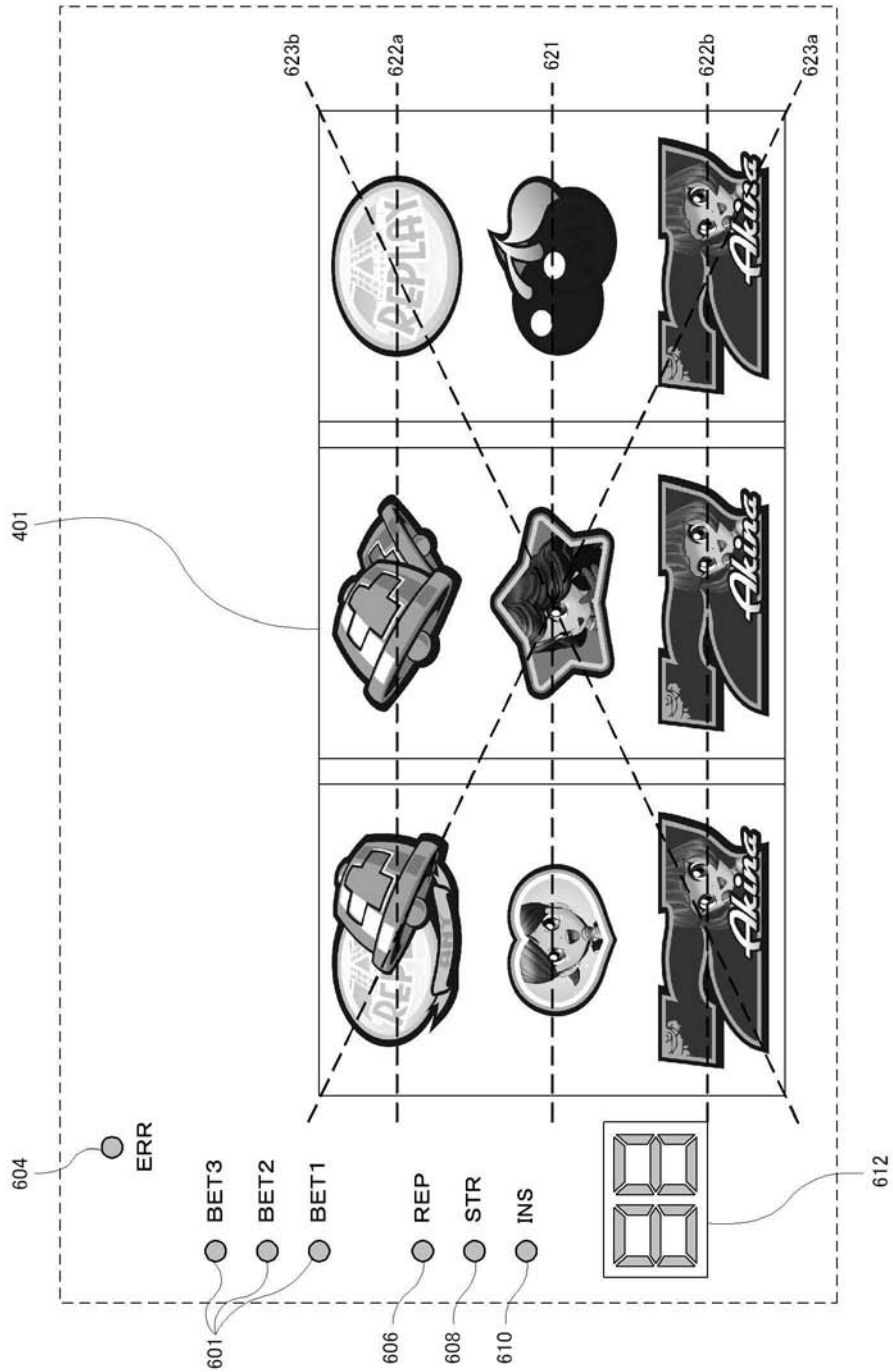 604
401
ERR
BET3
601
BET2
623b
BET1
REPLAY
622a
606
REP
608
STR
610
INS
621
Akina
Akina
Akina
622b
623a
612